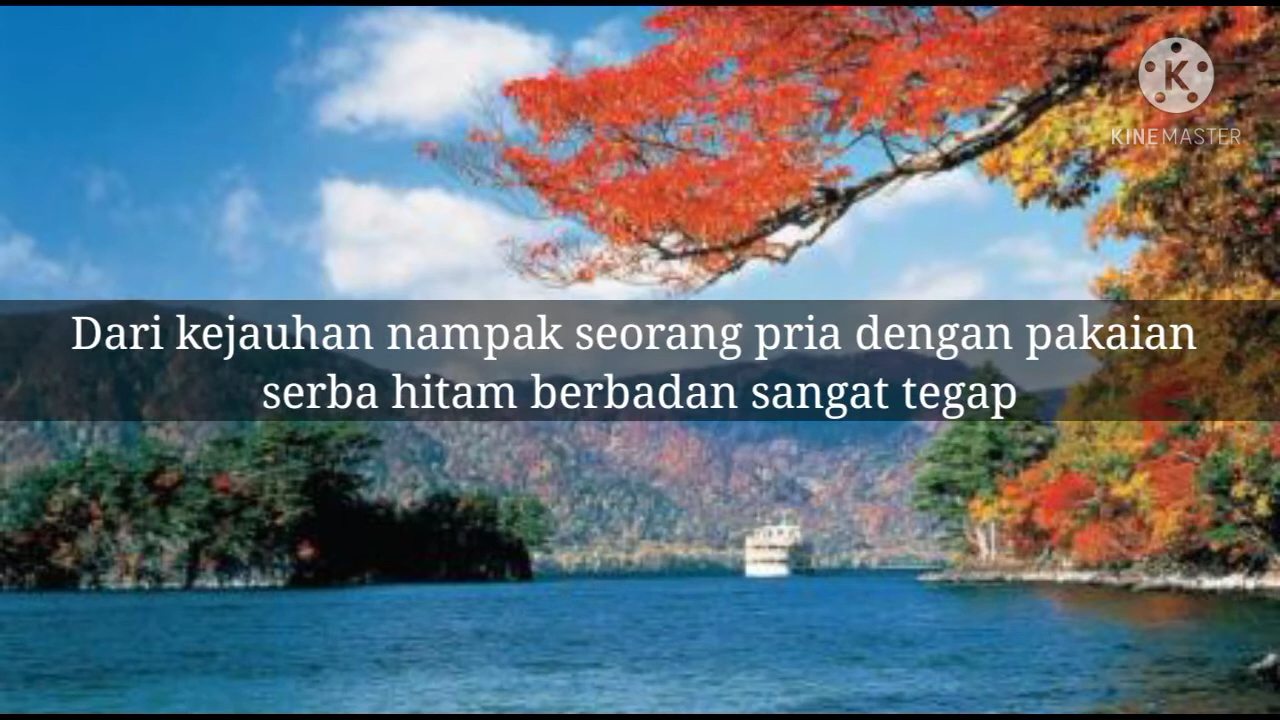 K
KINEMASTER
Dari kejauhan nampak seorang pria dengan pakaian
serba hitam berbadan sangat tegap